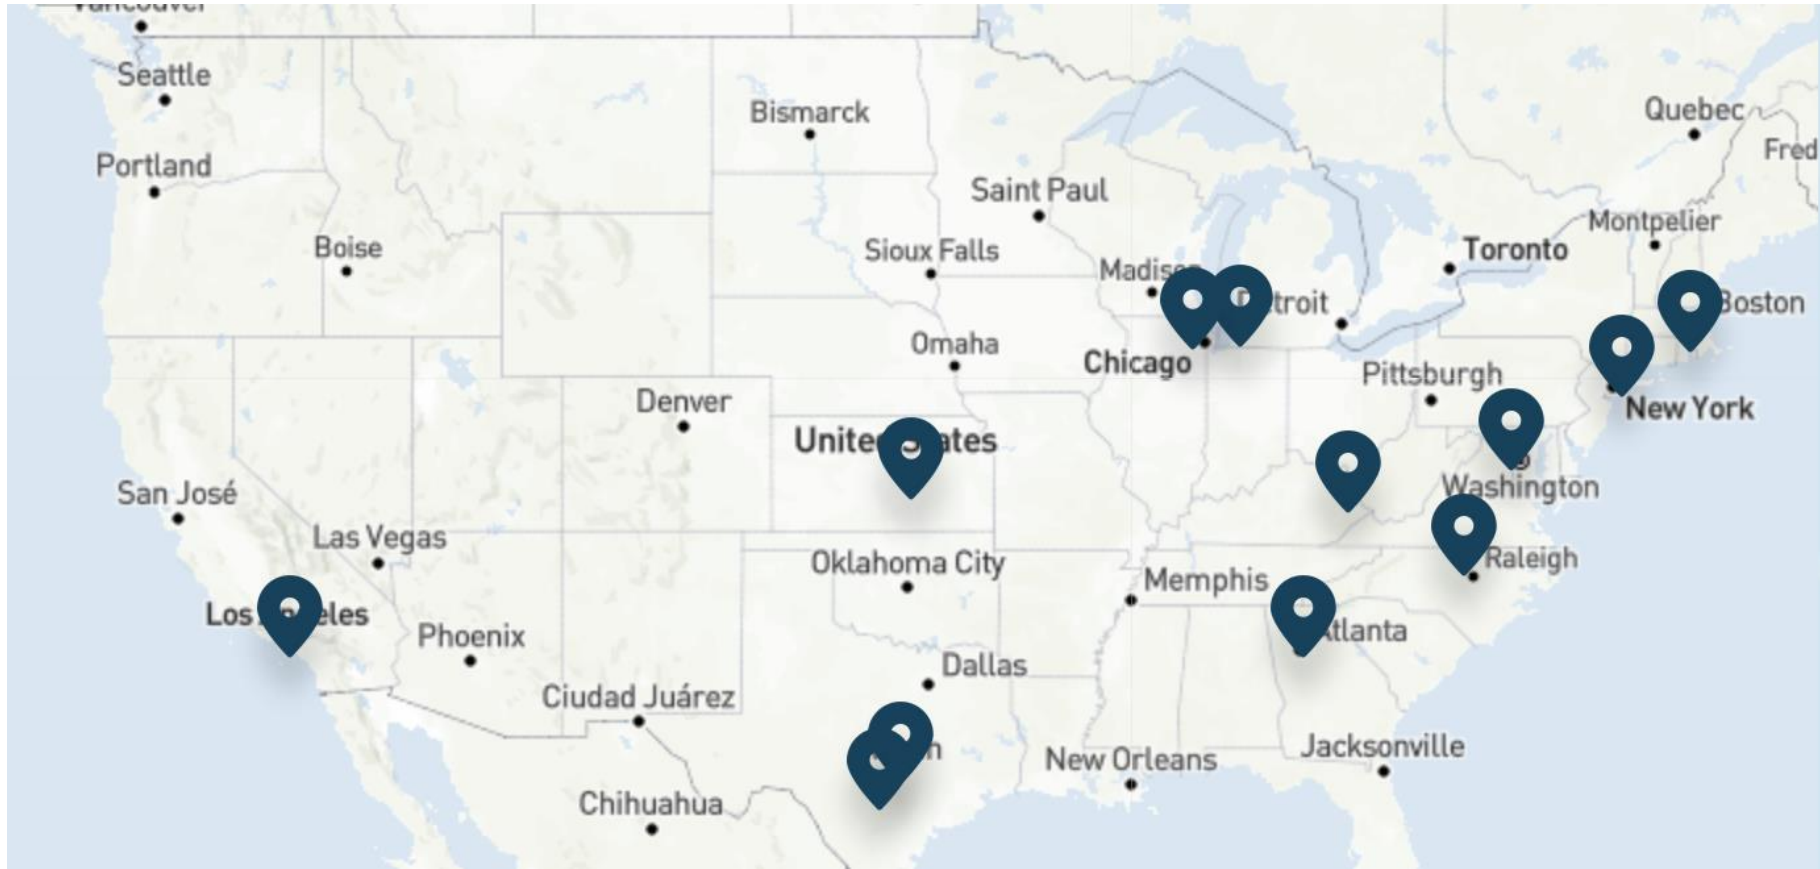 Seattle
Bismarck
Quebec
Portland
Fred
Saint Paul
Montpelier
Boise
Sioux Falls
Toronto
Boston
Omaha
Chicago
Pittsburgh
Denver
New York
San José
Washington
Las Vegas
Oklahoma City
Raleigh
Memphis
Phoenix
Dallas
Ciudad Juárez
Jacksonville
New Orleans
Chihuahua